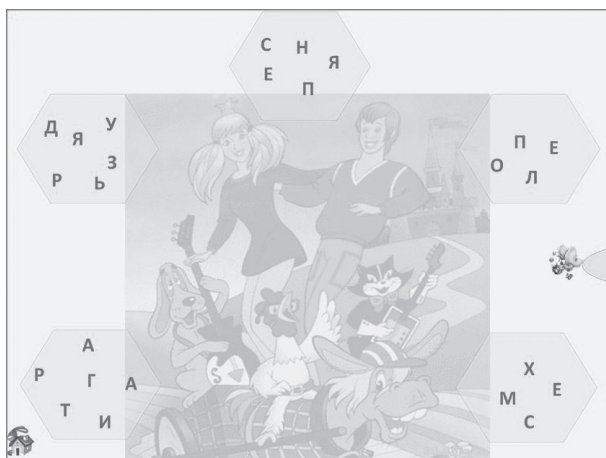 С Н Я
Е П
Д Я У
З
Р Ь
П Е
О Л
А
Р Г А
Т И
Х
М Е
С